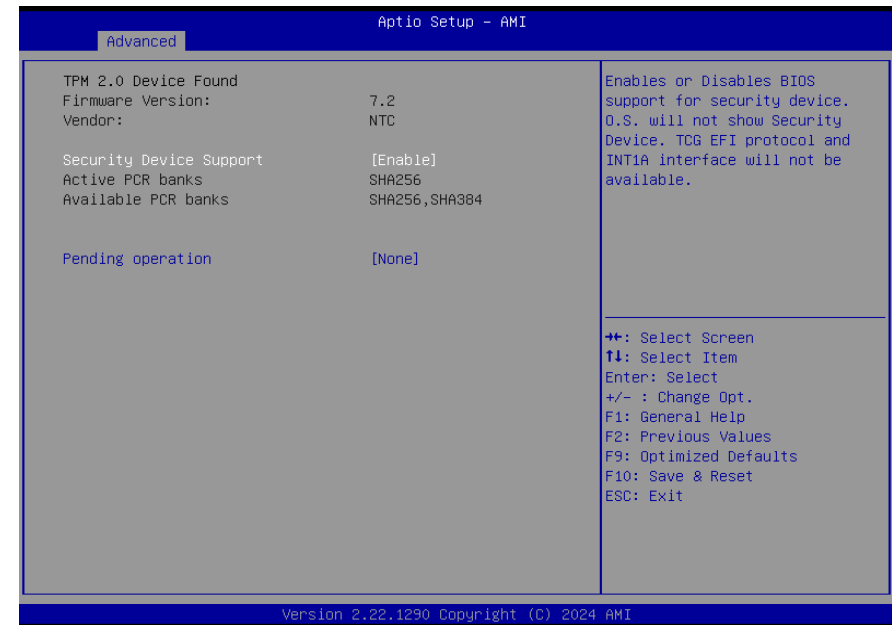 Aptio Setup - AMI
Advanced
TPM 2.0 Device Found
Firmware Version: 7.2
Vendor: NTC
Security Device Support [Enable]
Active PCR banks SHA256
Available PCR banks SHA256,SHA384
Pending operation [None]
Enables or Disables BIOS
support for security device.
O.S. will not show Security
Device. TCG EFI protocol and
INT1A interface will not be
available.
→←: Select Screen
↑↓: Select Item
Enter: Select
+/- : Change Opt.
F1: General Help
F2: Previous Values
F9: Optimized Defaults
F10: Save & Reset
ESC: Exit
Version 2.22.1290 Copyright (C) 2024 AMI